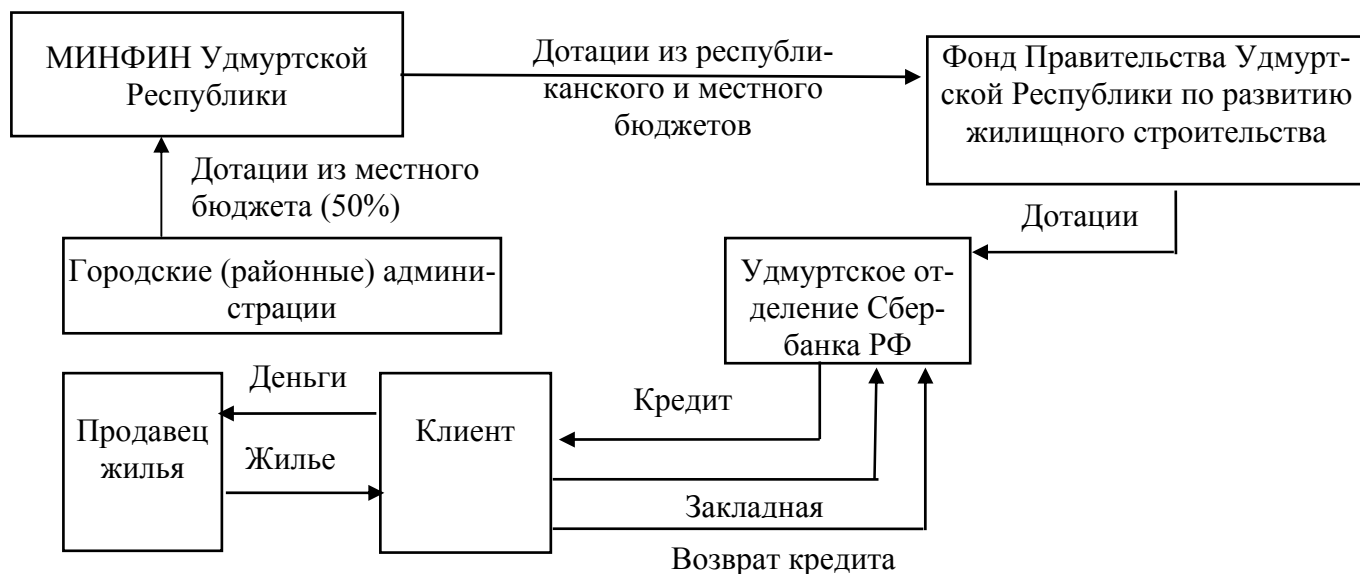 МИНФИН Удмуртской
Республики
Дотации из республи-
канского и местного
бюджетов
Фонд Правительства Удмурт-
ской Республики по развитию
жилищного строительства
Дотации из местного
бюджета (50%)
Дотации
Городские (районные) админи-
страции
Удмуртское от-
деление Сбер-
банка РФ
Деньги
Кредит
Продавец
жилья
Клиент
Жилье
Закладная
Возврат кредита